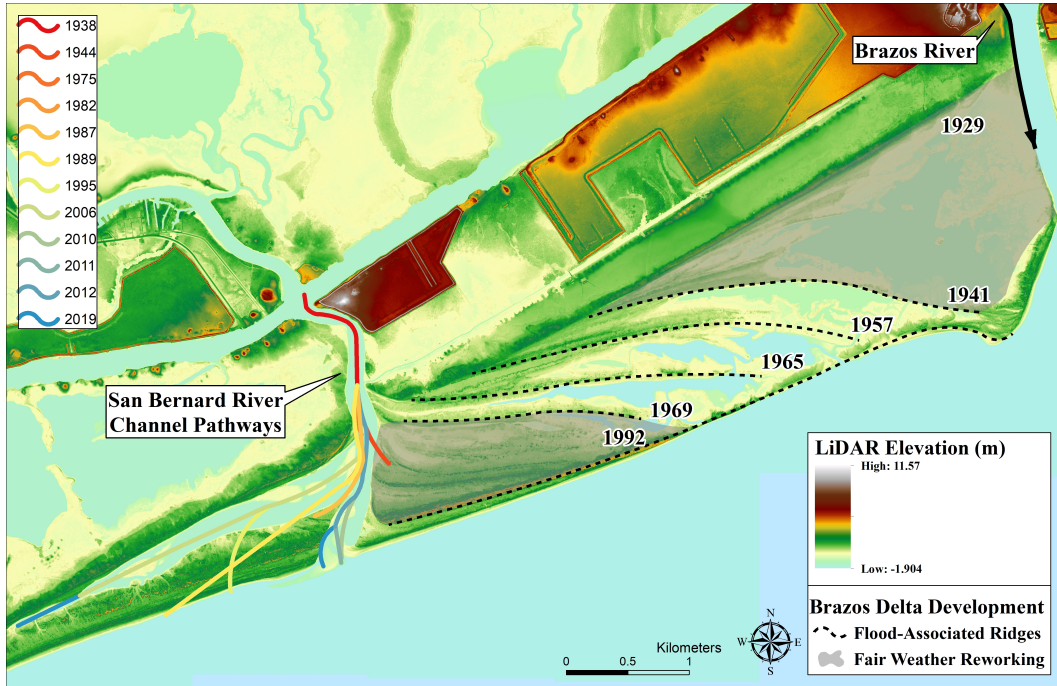 1938
1944
1975
1982
1987
1989
1995
2006
2010
2011
2012
2019
Brazos River
1929
1941
1957
1965
1969
1992
San Bernard River
Channel Pathways
LiDAR Elevation (m)
High: 11.57
Low: -1.904
Brazos Delta Development
Flood-Associated Ridges
Fair Weather Reworking
N
W
E
S
Kilometers
0
0.5
1